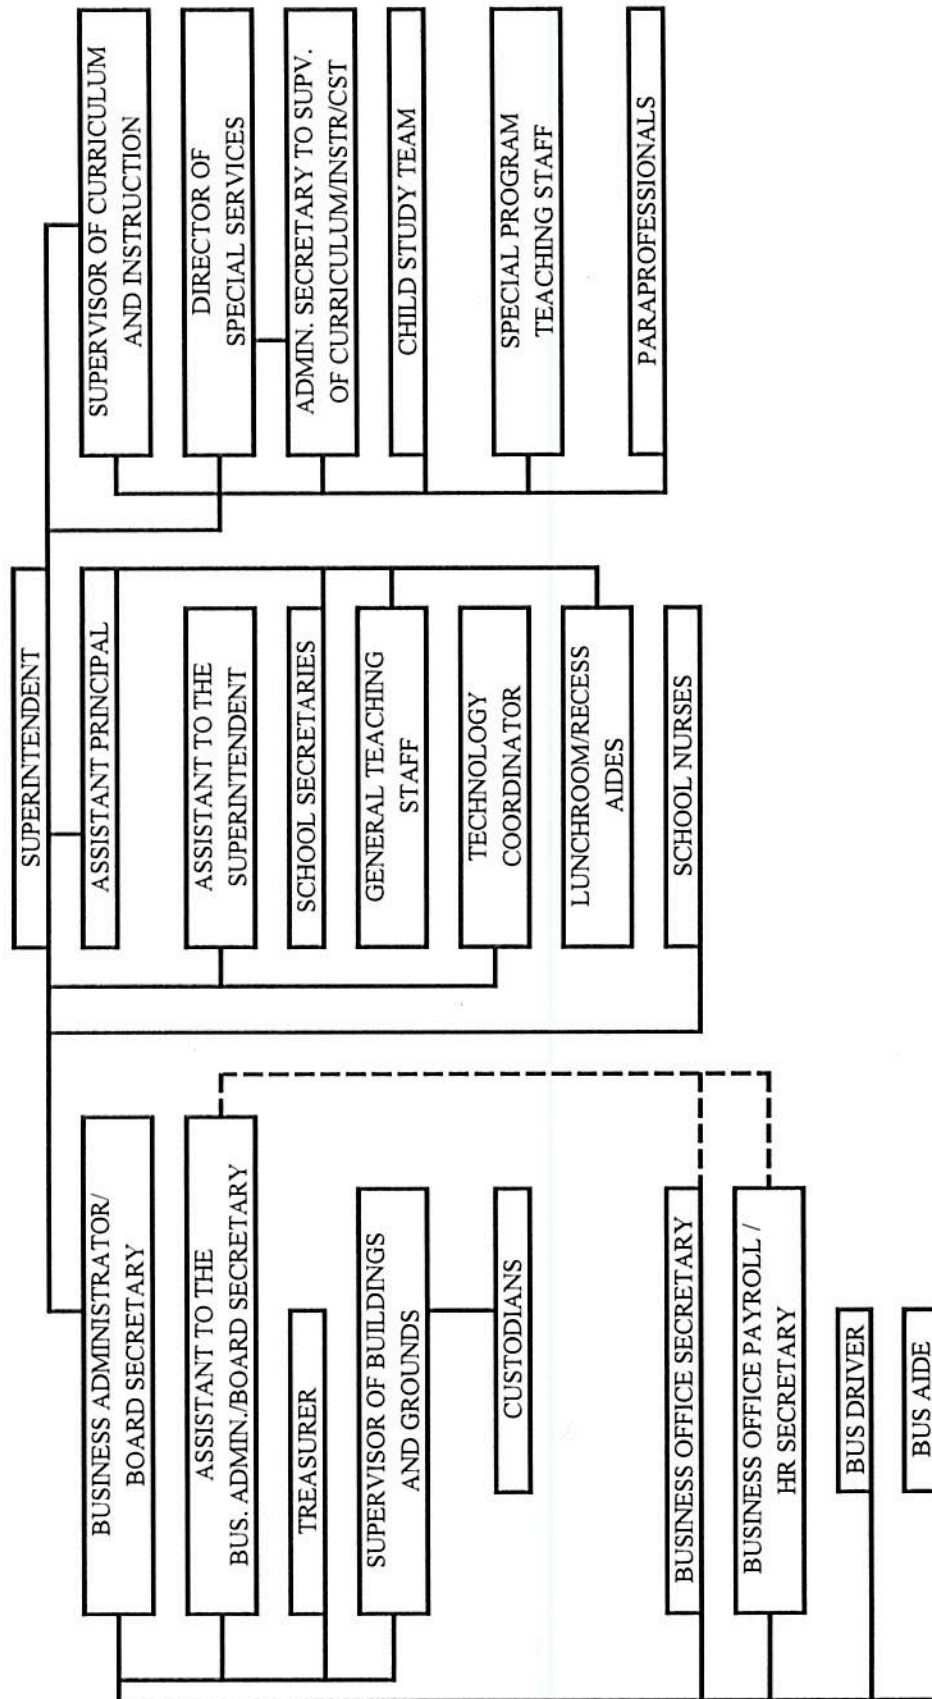 SUPERINTENDENT
BUSINESS ADMINISTRATOR/
BOARD SECRETARY
ASSISTANT TO THE
BUS. ADMIN./BOARD SECRETARY
TREASURER
SUPERVISOR OF BUILDINGS
AND GROUNDS
CUSTODIANS
BUSINESS OFFICE SECRETARY
BUSINESS OFFICE PAYROLL /
HR SECRETARY
BUS DRIVER
BUS AIDE
ASSISTANT PRINCIPAL
ASSISTANT TO THE
SUPERINTENDENT
SCHOOL SECRETARIES
GENERAL TEACHING
STAFF
TECHNOLOGY
COORDINATOR
LUNCHROOM/RECESS
AIDES
SCHOOL NURSES
SUPERVISOR OF CURRICULUM
AND INSTRUCTION
DIRECTOR OF
SPECIAL SERVICES
ADMIN. SECRETARY TO SUPV.
OF CURRICULUM/INSTR/CST
CHILD STUDY TEAM
SPECIAL PROGRAM
TEACHING STAFF
PARAPROFESSIONALS